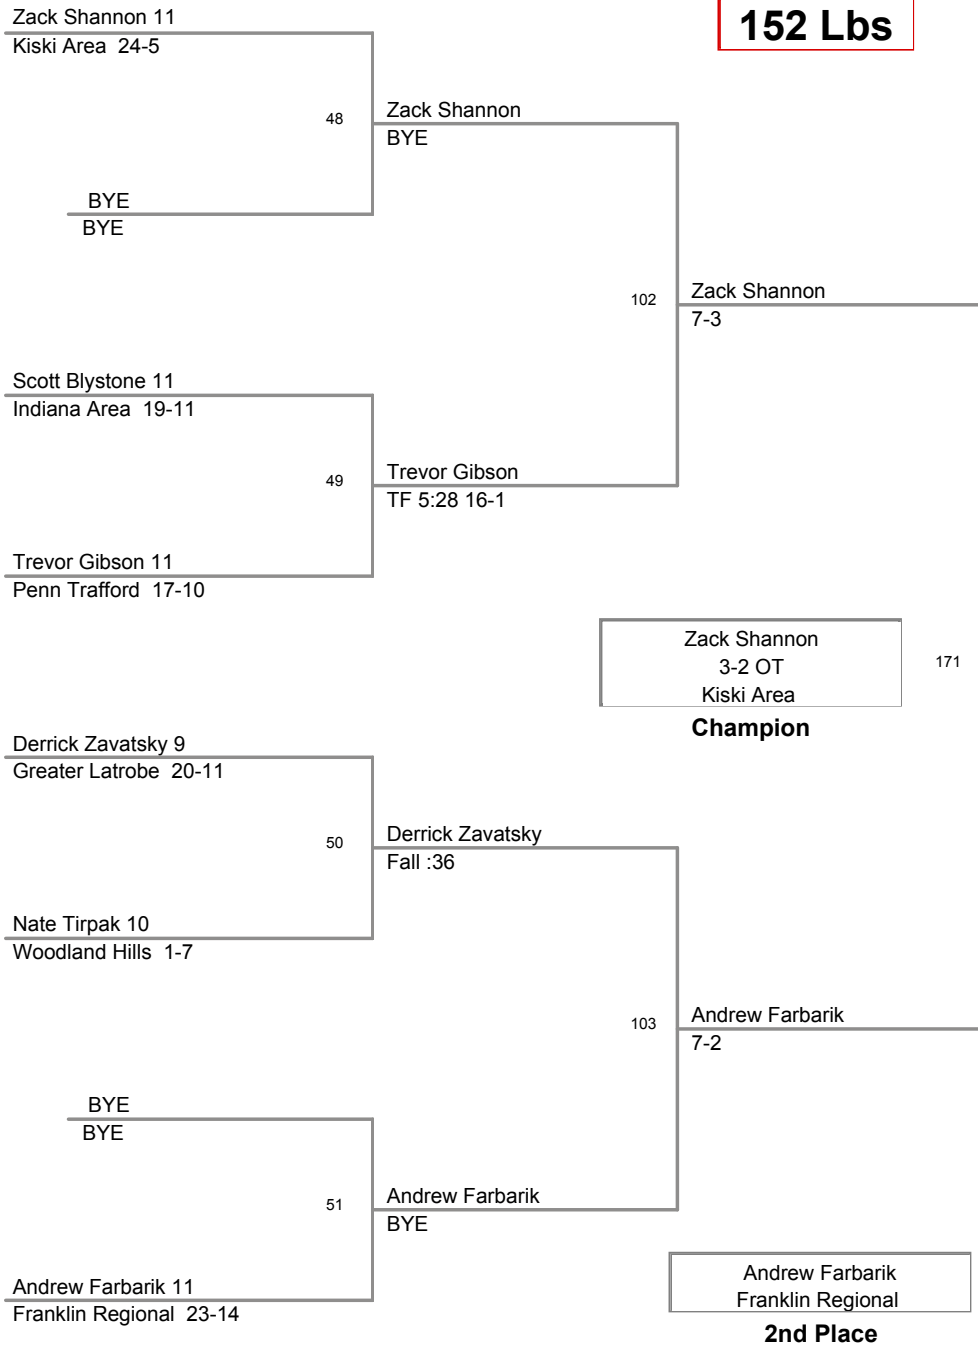 Zack Shannon 11
Kiski Area  24-5
152 Lbs
48
Zack Shannon
BYE
BYE
BYE
102
Zack Shannon
7-3
Scott Blystone 11
Indiana Area  19-11
49
Trevor Gibson
TF 5:28 16-1
Trevor Gibson 11
Penn Trafford  17-10
Zack Shannon
3-2 OT
Kiski Area
171
Champion
Derrick Zavatsky 9
Greater Latrobe  20-11
50
Derrick Zavatsky
Fall :36
Nate Tirpak 10
Woodland Hills  1-7
103
Andrew Farbarik
7-2
BYE
BYE
51
Andrew Farbarik
BYE
Andrew Farbarik 11
Franklin Regional  23-14
Andrew Farbarik
Franklin Regional
2nd Place